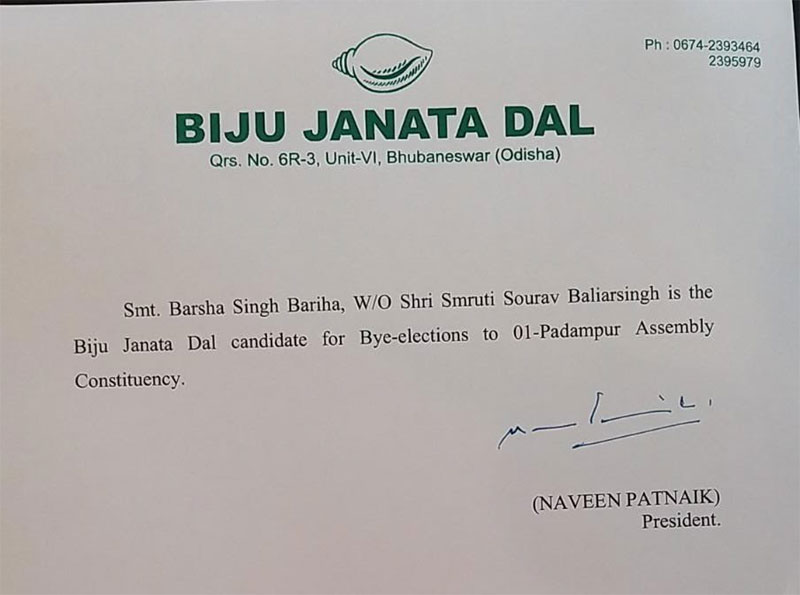 Ph : 0674-2393464
2395979
BIJU JANATA DAL
Qrs. No. 6R-3, Unit-VI, Bhubaneswar (Odisha)
Smt. Barsha Singh Bariha, W/O Shri Smruti Sourav Baliarsingh is the
Biju Janata Dal candidate for Bye-elections to 01-Padampur Assembly
Constituency.
(NAVEEN PATNAIK)
President.